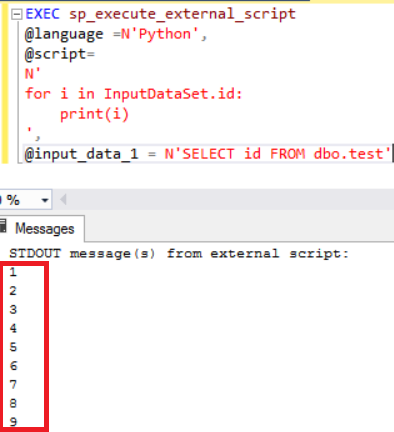 EXEC sp_execute_external_script
@language =N'Python',
@script=
N'
for i in InputDataSet.id:
    print(i)
',
@input_data_1 = N'SELECT id FROM dbo.test'
%
Messages
STDOUT message(s) from external script:
1
2
3
4
5
6
7
8
9